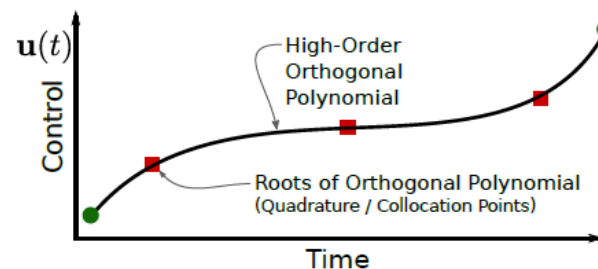 u(t)
High-Order
Orthogonal
Polynomial
Control
Roots of Orthogonal Polynomial
(Quadrature / Collocation Points)
Time